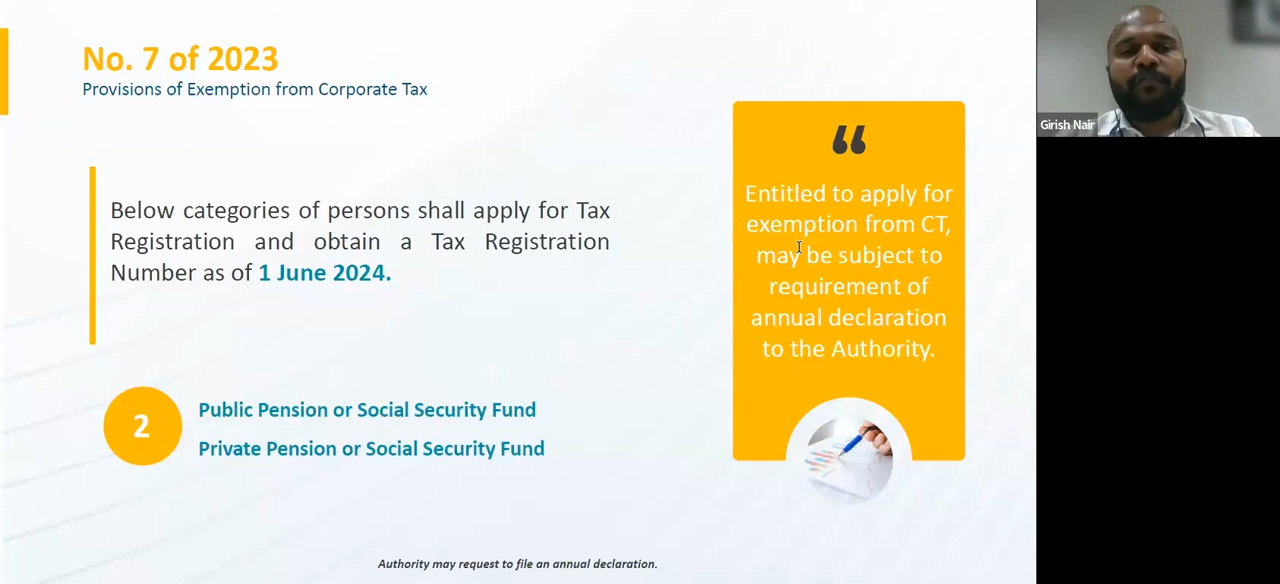 No. 7 of 2023
Provisions of Exemption from Corporate Tax
Below categories of persons shall apply for Tax
Registration and obtain a Tax Registration
Number as of 1 June 2024.
2
Public Pension or Social Security Fund
Private Pension or Social Security Fund
“
Entitled to apply for
exemption from CT,
may be subject to
requirement of
annual declaration
to the Authority.
Authority may request to file an annual declaration.
Girish Nair